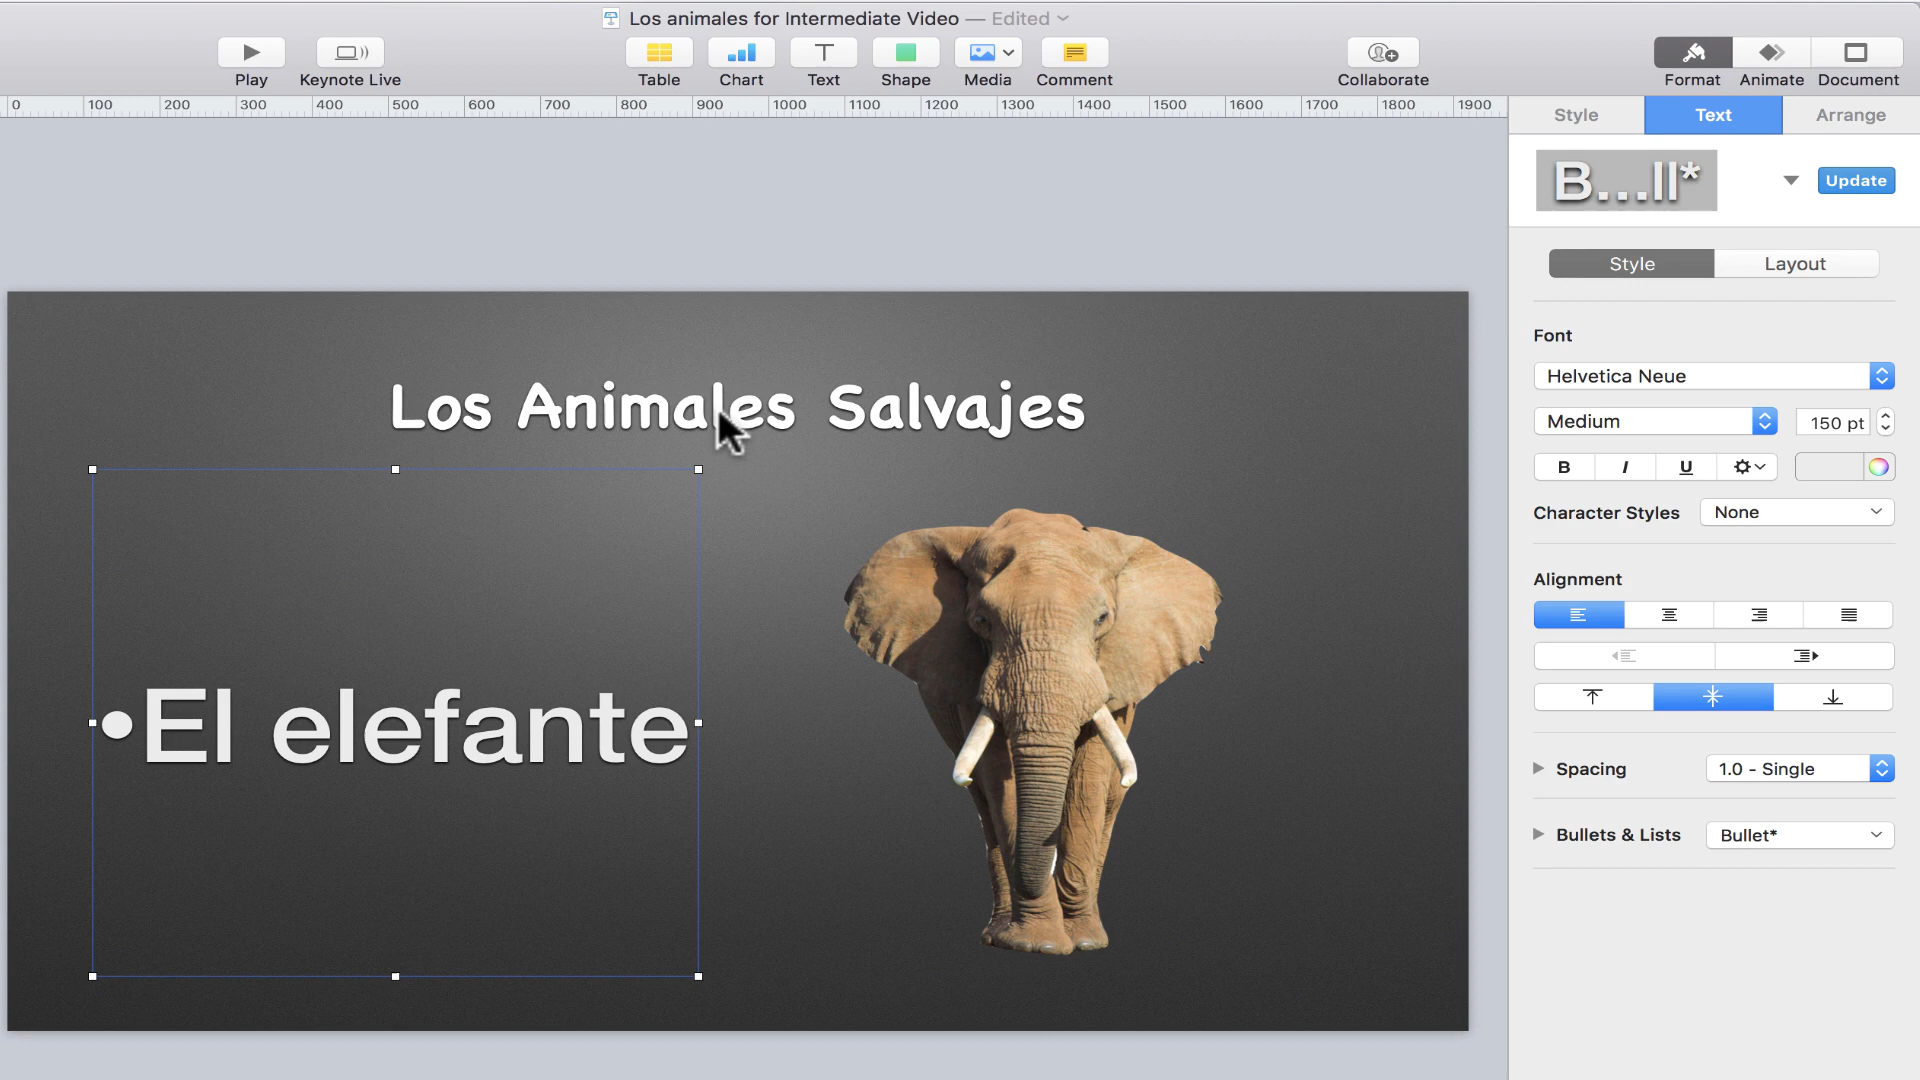 Los animales for Intermediate Video — Edited
Play
Keynote Live
Table
Chart
Text
Shape
Media
Comment
Collaborate
Format
Animate
Document
0 100 200 300 400 500 600 700 800 900 1000 1100 1200 1300 1400 1500 1600 1700 1800 1900
Style
Text
Arrange
B...ll*
Update
Style
Layout
Font
Helvetica Neue
Medium
150 pt
B
I
U
Character Styles
None
Alignment
Spacing
1.0 - Single
Bullets & Lists
Bullet*
Los Animales Salvajes
•El elefante